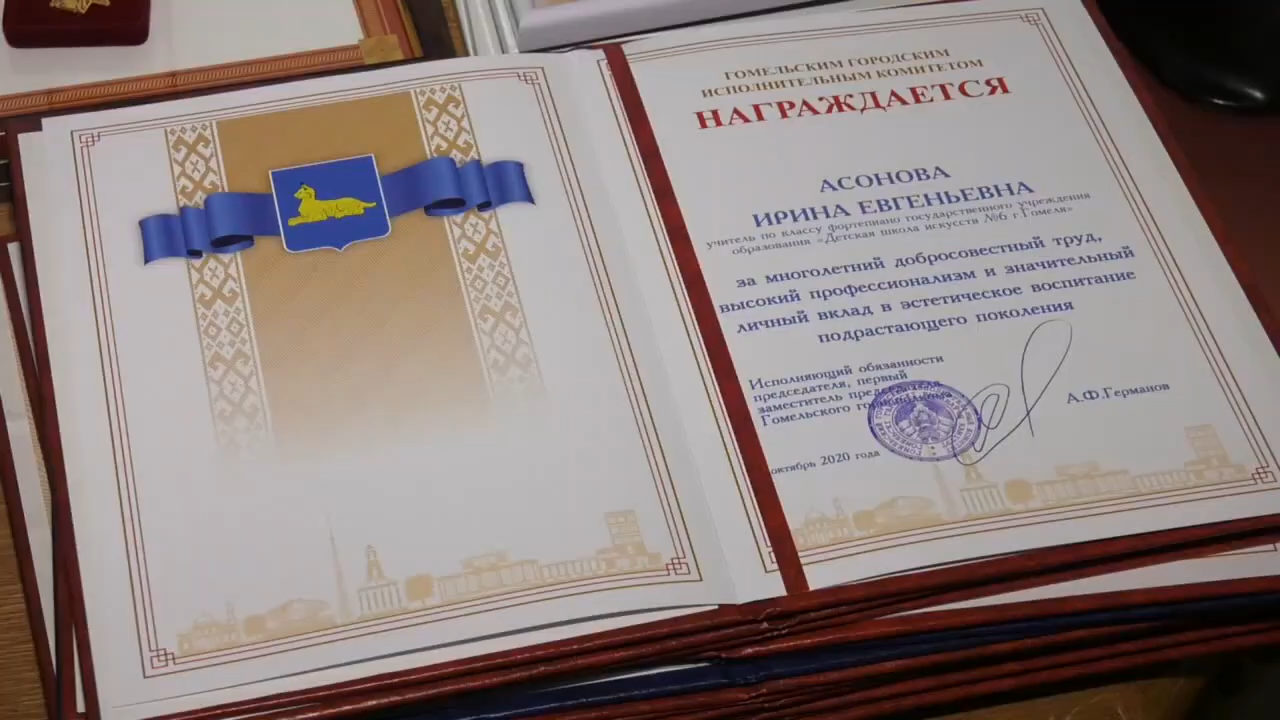 ГОМЕЛЬСКИМ ГОРОДСКИМ
ИСПОЛНИТЕЛЬНЫМ КОМИТЕТОМ
НАГРАЖДАЕТСЯ
АСОНОВА
ИРИНА ЕВГЕНЬЕВНА
учитель по классу фортепиано государственного учреждения
образования «Детская школа искусств №6 г.Гомеля»
за многолетний добросовестный труд,
высокий профессионализм и значительный
личный вклад в эстетическое воспитание
подрастающего поколения
Исполняющий обязанности
председателя, первый
заместитель председателя
Гомельского горисполкома
А.Ф.Германов
октябрь 2020 года